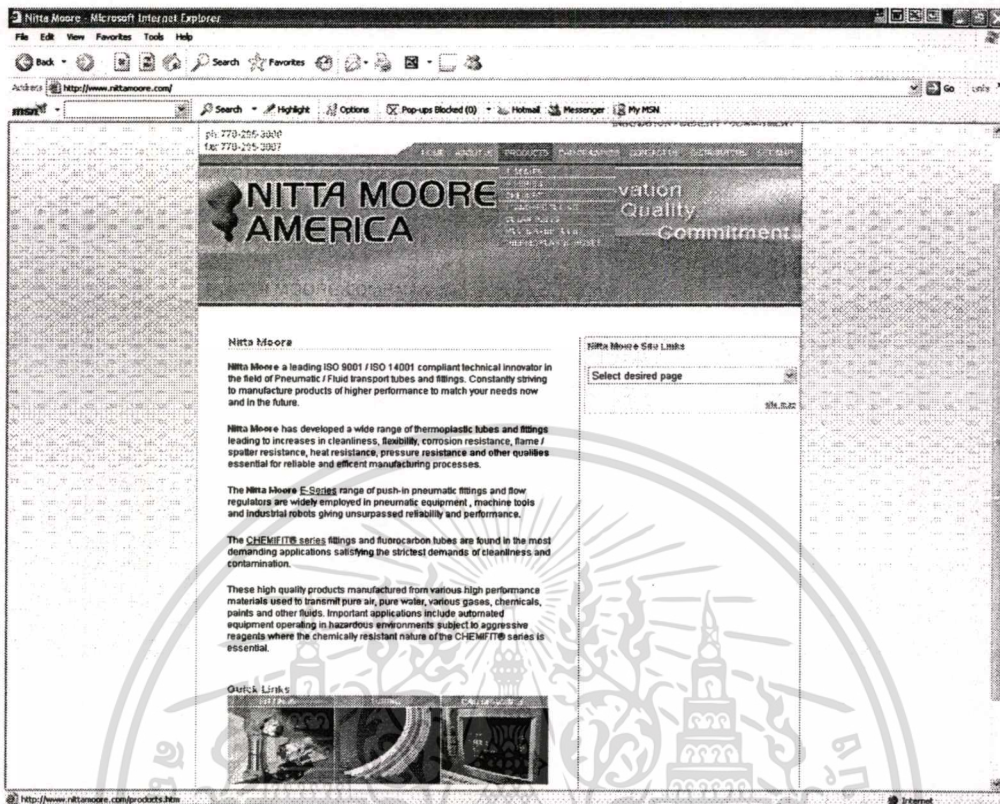 Nitta Moore - Microsoft Internet Explorer
File Edit View Favorites Tools Help
Back Search Favorites
Address http://www.nittamoore.com/ Go Links
msn Search Highlight Options Pop-ups Blocked (0) Hotmail Messenger My MSN
ph: 770-295-3000
fax: 770-295-3007
HOME ABOUT US PRODUCTS
NITTA MOORE
AMERICA
vation
Quality
Commitment
Nitta Moore
Nitta Moore a leading ISO 9001 / ISO 14001 compliant technical innovator in
the field of Pneumatic / Fluid transport tubes and fittings. Constantly striving
to manufacture products of higher performance to match your needs now
and in the future.
Nitta Moore has developed a wide range of thermoplastic tubes and fittings
leading to increases in cleanliness, flexibility, corrosion resistance, flame /
spatter resistance, heat resistance, pressure resistance and other qualities
essential for reliable and efficent manufacturing processes.
The Nitta Moore E-Series range of push-in pneumatic fittings and flow
regulators are widely employed in pneumatic equipment , machine tools
and industrial robots giving unsurpassed reliability and performance.
The CHEMIFIT® series fittings and fluorocarbon tubes are found in the most
demanding applications satisfying the strictest demands of cleanliness and
contamination.
These high quality products manufactured from various high performance
materials used to transmit pure air, pure water, various gases, chemicals,
paints and other fluids. Important applications include automated
equipment operating in hazardous environments subject to aggressive
reagents where the chemically resistant nature of the CHEMIFIT® series is
essential.
Nitta Moore Site Links
Select desired page
site map
Quick Links
http://www.nittamoore.com/products.htm Internet